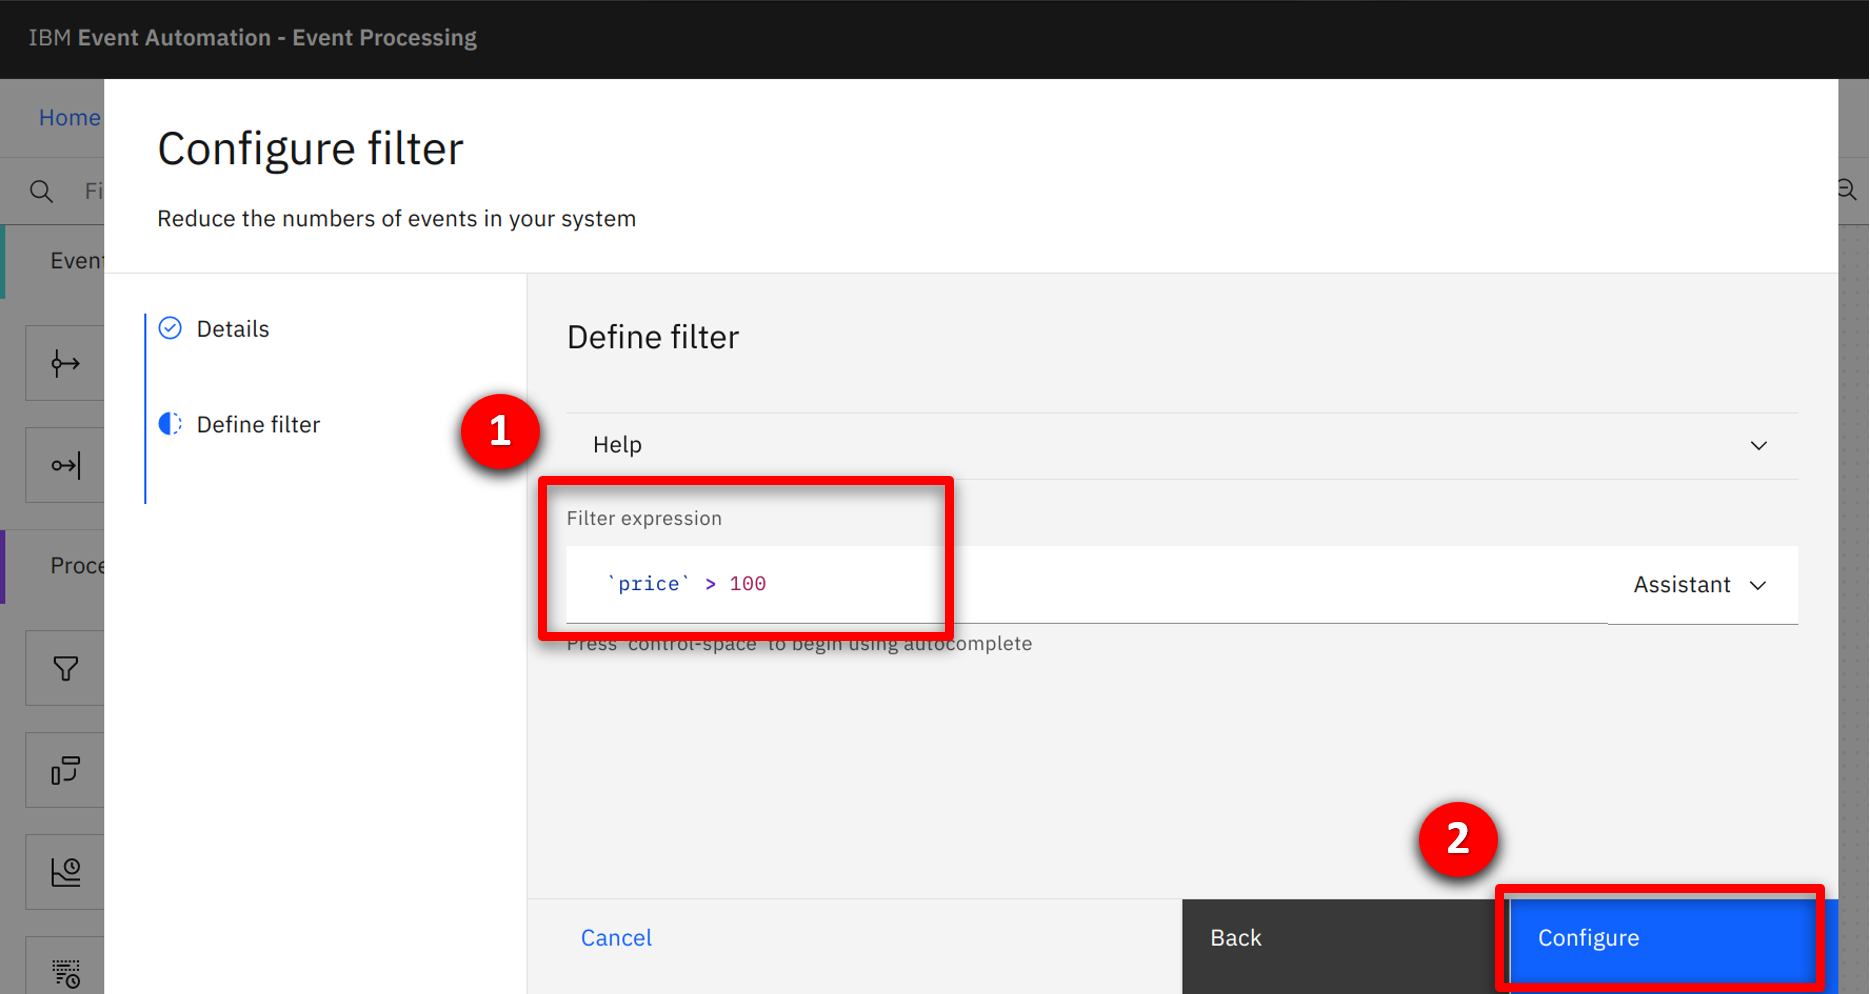 IBM Event Automation - Event Processing
Home
Configure filter
Fi
Reduce the numbers of events in your system
Event
Details
Define filter
Define filter
1
Help
Filter expression
Proce
`price` > 100
Assistant
Press `control-space` to begin using autocomplete
2
Cancel
Back
Configure